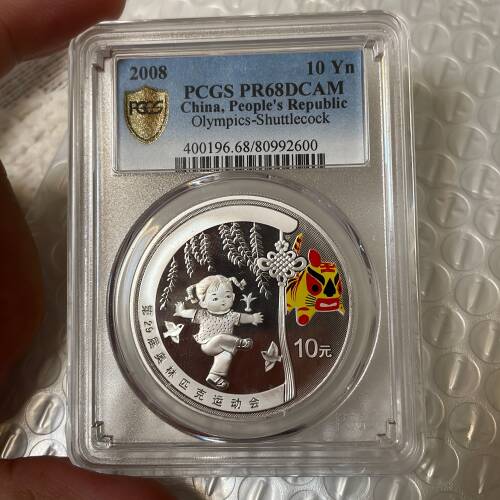 2008 10 Yn
PCGS PR68DCAM
China, People's Republic
Olympics-Shuttlecock
400196.68/80992600
PCGS
10元
第29届奥林匹克运动会